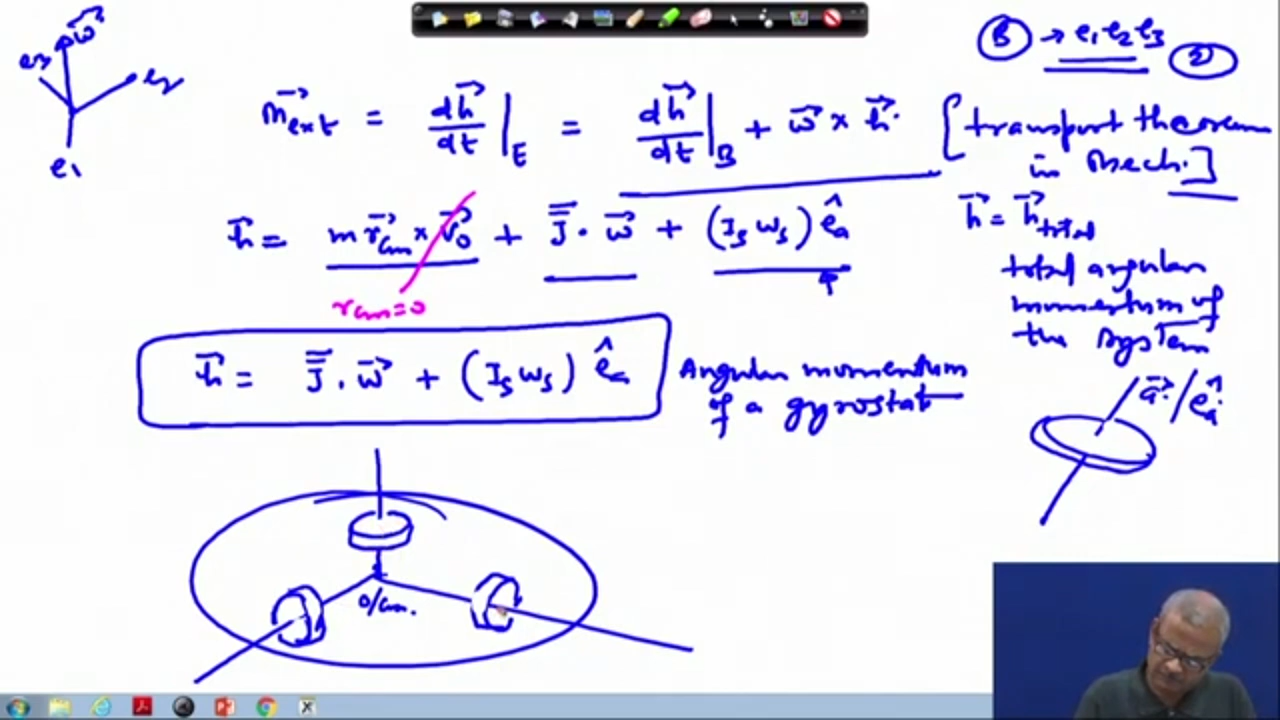 B → e1 e2 e3
ω⃗
e3
e2
e1
M⃗ext = dh⃗/dt |E = dh⃗/dt |B + ω⃗ × h⃗. [transport theorem
in Mech.]
h⃗ = m r⃗cm × v⃗0 + J̿ · ω⃗ + (Is ωs) êa
h⃗ = h⃗total
rcm = 0
total angular
momentum of
the system
h⃗ = J̿ . ω⃗ + (Is ωs) êa
Angular momentum
of a gyrostat
a⃗ / êa
O/cm.